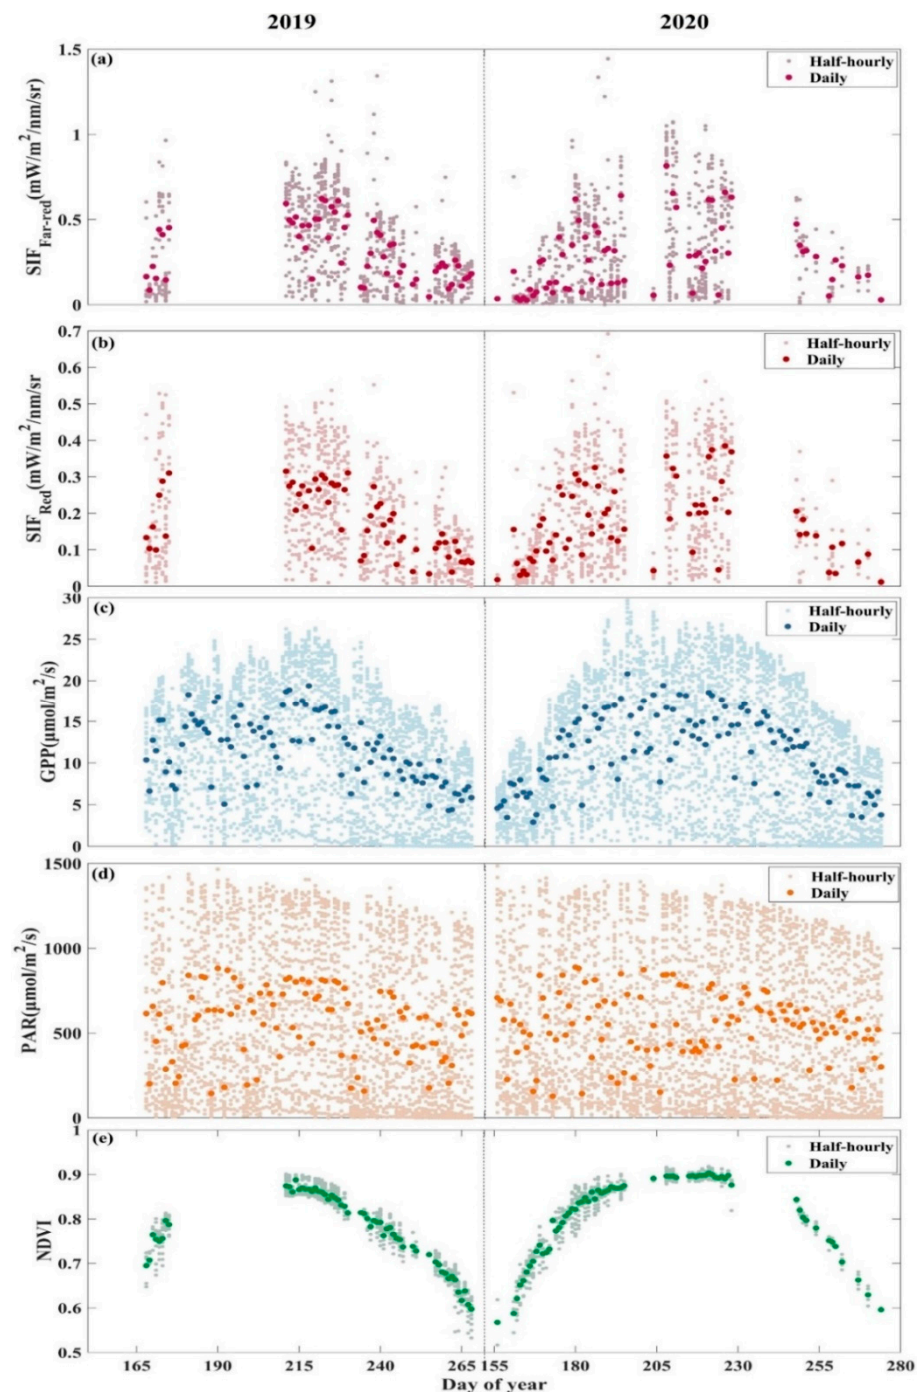 2019 2020
(a)
Half-hourly
Daily
1.5
1
0.5
0
SIF Far-red(mW/m²/nm/sr)
(b)
Half-hourly
Daily
0.7
0.6
0.5
0.4
0.3
0.2
0.1
0
SIF Red(mW/m²/nm/sr)
(c)
Half-hourly
Daily
30
25
20
15
10
5
0
GPP(μmol/m²/s)
(d)
Half-hourly
Daily
1500
1000
500
0
PAR(μmol/m²/s)
(e)
Half-hourly
Daily
1
0.9
0.8
0.7
0.6
0.5
NDVI
165 190 215 240 265 155 180 205 230 255 280
Day of year